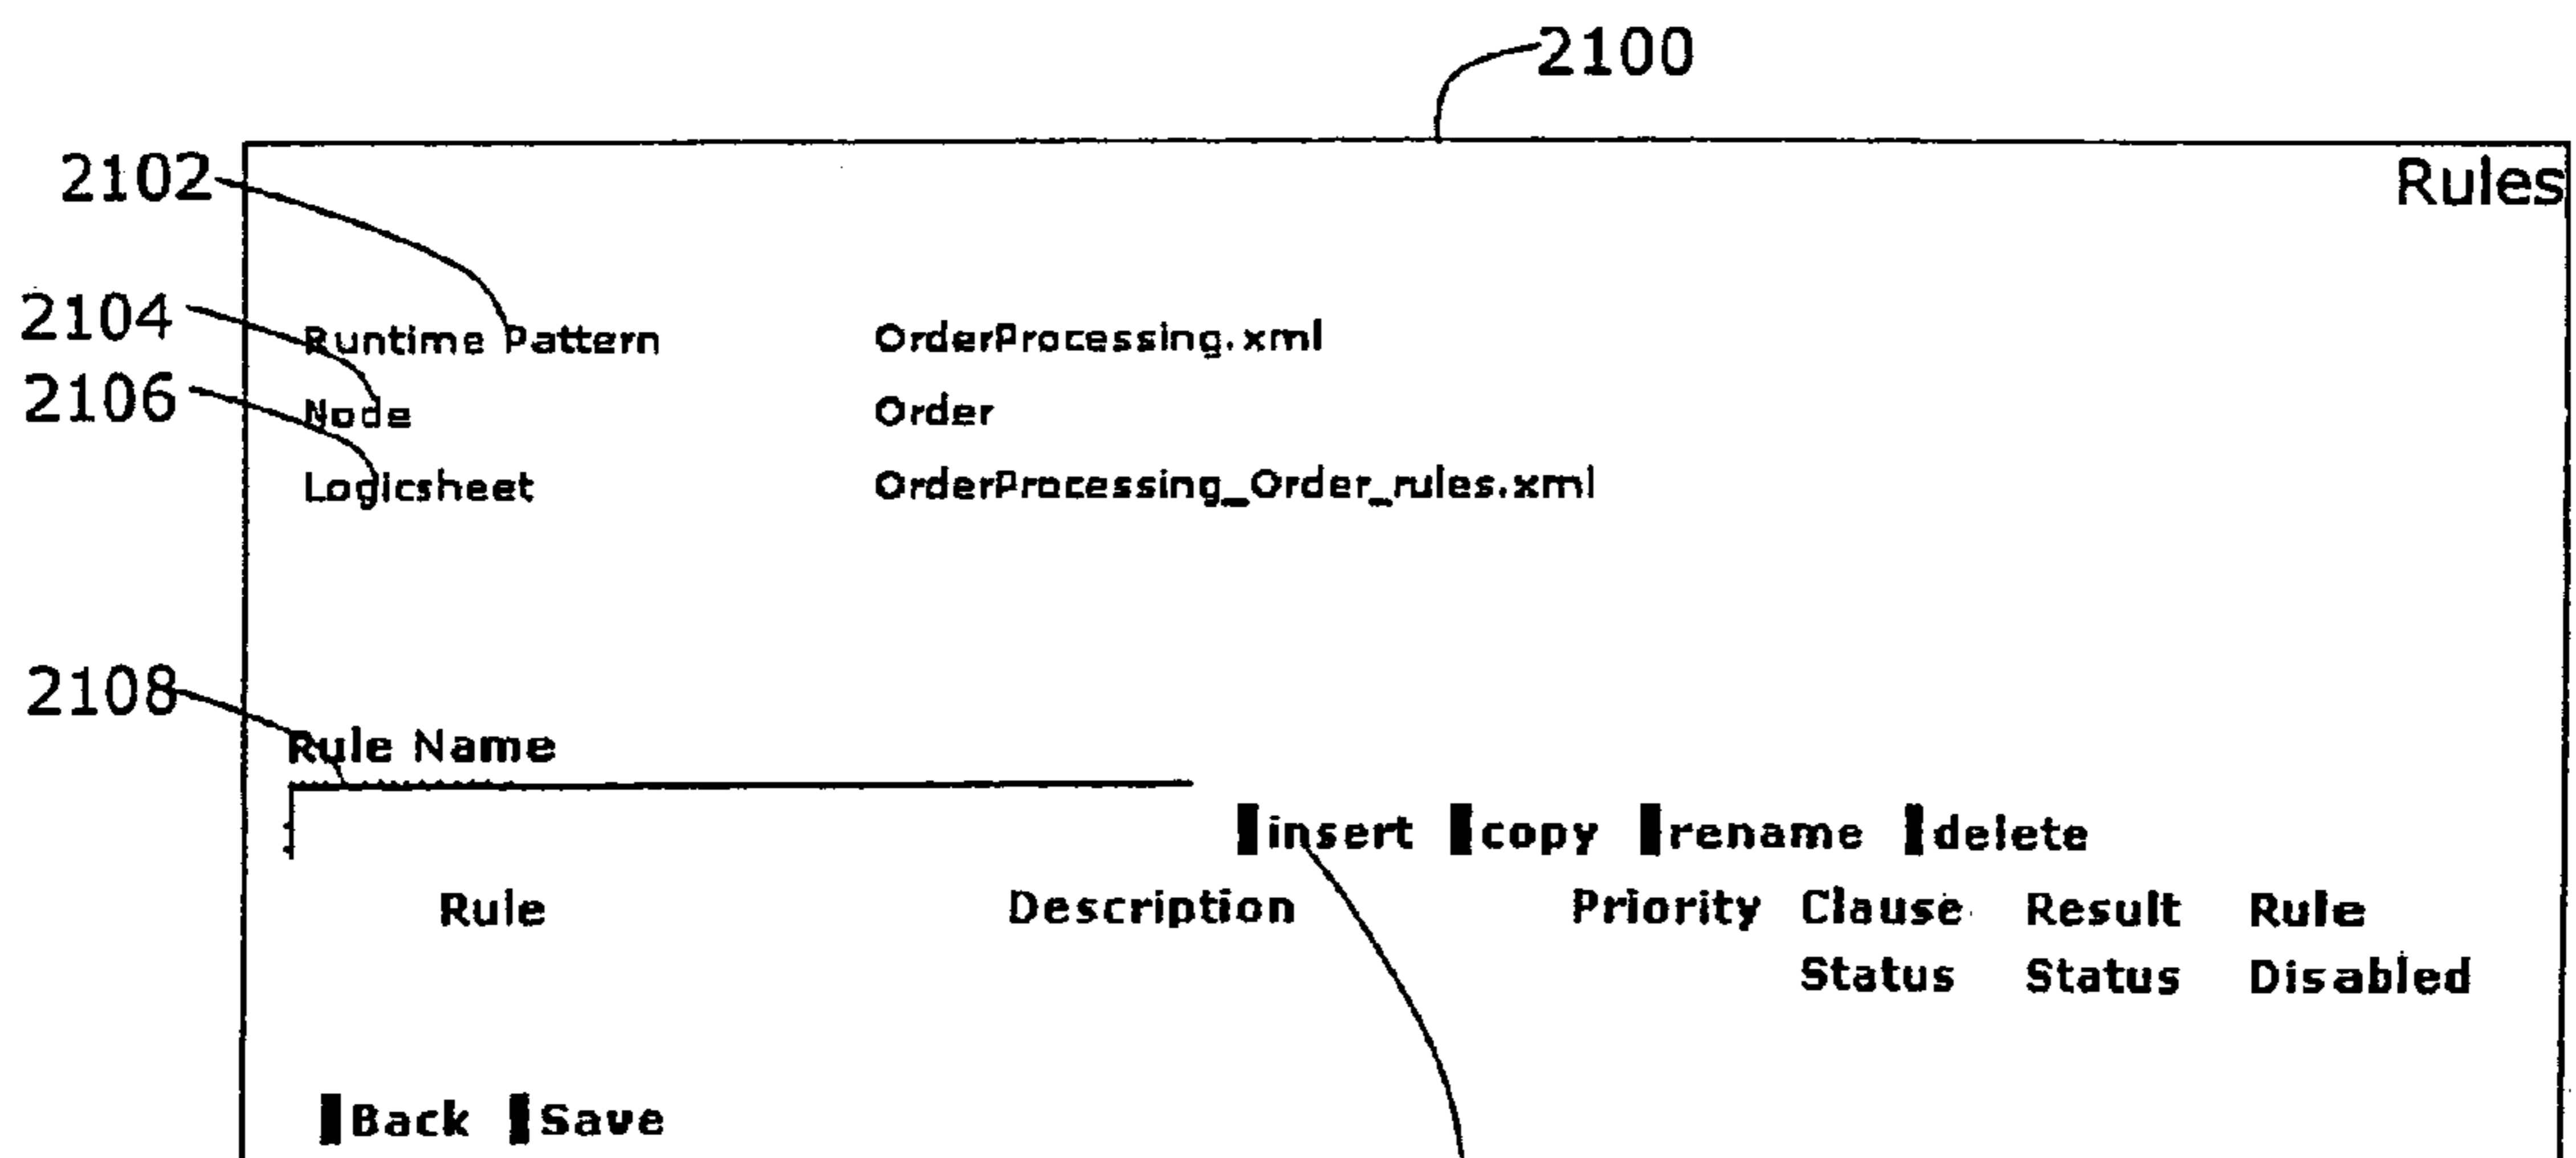 2100
2102
Rules
2104
Runtime Pattern OrderProcessing.xml
2106
Node Order
Logicsheet OrderProcessing_Order_rules.xml
2108
Rule Name
insert copy rename delete
Rule Description Priority Clause Status Result Status Rule Disabled
Back Save